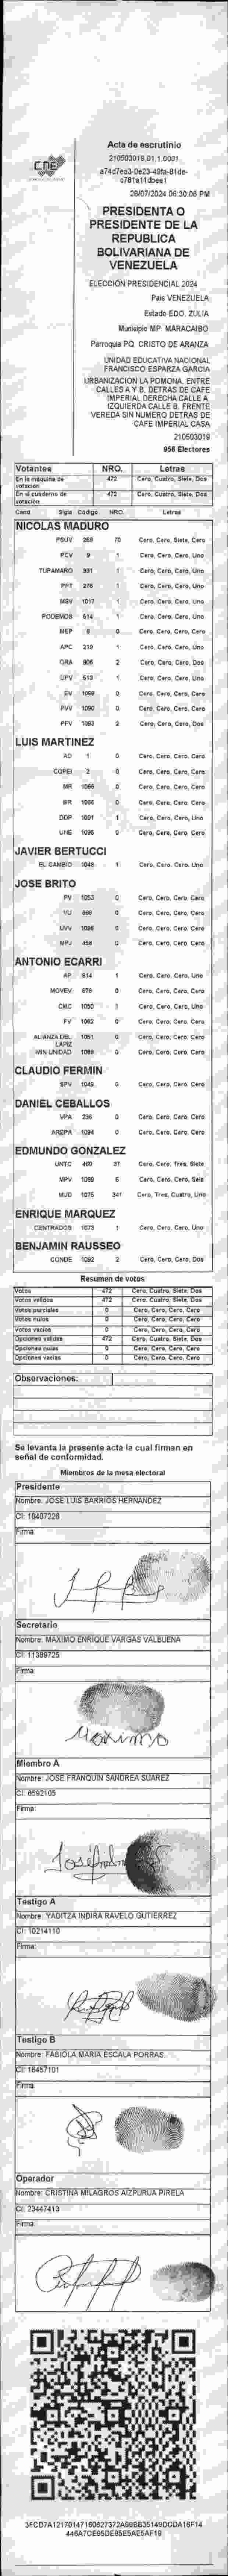 Acta de escrutinio
210503019.01.1.0001
28/07/2024 06:30:06 PM
CNE
PRESIDENTA O
PRESIDENTE DE LA
REPUBLICA
BOLIVARIANA DE
VENEZUELA
ELECCIÓN PRESIDENCIAL 2024
Pais VENEZUELA
Estado EDO. ZULIA
Municipio MP. MARACAIBO
Parroquia PQ. CRISTO DE ARANZA
UNIDAD EDUCATIVA NACIONAL
FRANCISCO ESPARZA GARCIA
URBANIZACION LA POMONA. ENTRE
CALLES A Y B. DETRAS DE CAFE
IMPERIAL DERECHA CALLE A.
IZQUIERDA CALLE B. FRENTE
VEREDA SIN NUMERO DETRAS DE
CAFE IMPERIAL CASA
210503019
956 Electores
Votantes NRO. Letras
En la máquina de votación 472 Cero, Cuatro, Siete, Dos
En el cuaderno de votación 472 Cero, Cuatro, Siete, Dos
Cand. Sigla Código NRO Letras
NICOLAS MADURO
PSUV 268 70 Cero, Cero, Siete, Cero
PCV 9 1 Cero, Cero, Cero, Uno
TUPAMARO 931 1 Cero, Cero, Cero, Uno
PPT 276 1 Cero, Cero, Cero, Uno
MSV 1017 1 Cero, Cero, Cero, Uno
PODEMOS 514 1 Cero, Cero, Cero, Uno
MEP 8 0 Cero, Cero, Cero, Cero
APC 219 1 Cero, Cero, Cero, Uno
ORA 906 2 Cero, Cero, Cero, Dos
UPV 513 1 Cero, Cero, Cero, Uno
EV 1089 0 Cero, Cero, Cero, Cero
PVV 1090 0 Cero, Cero, Cero, Cero
PFV 1093 2 Cero, Cero, Cero, Dos
LUIS MARTINEZ
AD 1 0 Cero, Cero, Cero, Cero
COPEI 2 0 Cero, Cero, Cero, Cero
MR 1066 0 Cero, Cero, Cero, Cero
BR 0 Cero, Cero, Cero, Cero
DDP 1091 1 Cero, Cero, Cero, Uno
UNE 1095 0 Cero, Cero, Cero, Cero
JAVIER BERTUCCI
EL CAMBIO 1048 1 Cero, Cero, Cero, Uno
JOSE BRITO
PV 1053 0 Cero, Cero, Cero, Cero
VU 0 Cero, Cero, Cero, Cero
UVV 1096 0 Cero, Cero, Cero, Cero
MPJ 458 0 Cero, Cero, Cero, Cero
ANTONIO ECARRI
AP 914 1 Cero, Cero, Cero, Uno
MOVEV 678 0 Cero, Cero, Cero, Cero
CMC 1050 1 Cero, Cero, Cero, Uno
FV 1062 0 Cero, Cero, Cero, Cero
ALIANZA DEL LAPIZ 1051 0 Cero, Cero, Cero, Cero
MIN UNIDAD 1069 0 Cero, Cero, Cero, Cero
CLAUDIO FERMIN
SPV 1049 0 Cero, Cero, Cero, Cero
DANIEL CEBALLOS
VPA 236 0 Cero, Cero, Cero, Cero
AREPA 1094 0 Cero, Cero, Cero, Cero
EDMUNDO GONZALEZ
UNTC 460 37 Cero, Cero, Tres, Siete
MPV 1069 6 Cero, Cero, Cero, Seis
MUD 1075 341 Cero, Tres, Cuatro, Uno
ENRIQUE MARQUEZ
CENTRADOS 1073 1 Cero, Cero, Cero, Uno
BENJAMIN RAUSSEO
CONDE 1092 2 Cero, Cero, Cero, Dos
Resumen de votos
Votos 472 Cero, Cuatro, Siete, Dos
Votos validos 472 Cero, Cuatro, Siete, Dos
Votos parciales 0 Cero, Cero, Cero, Cero
Votos nulos 0 Cero, Cero, Cero, Cero
Votos vacios 0 Cero, Cero, Cero, Cero
Opciones validas 472 Cero, Cuatro, Siete, Dos
Opciones nulas 0 Cero, Cero, Cero, Cero
Opciones vacias 0 Cero, Cero, Cero, Cero
Observaciones:
Se levanta la presente acta la cual firman en
señal de conformidad.
Miembros de la mesa electoral
Presidente
Nombre: JOSE LUIS BARRIOS HERNANDEZ
CI: 10407226
Firma:
Secretario
Nombre: MAXIMO ENRIQUE VARGAS VALBUENA
CI: 11389725
Firma:
Maximo
Miembro A
Nombre: JOSE FRANQUIN SANDREA SUAREZ
CI: 6592105
Firma:
Testigo A
Nombre: YADITZA INDIRA RAVELO GUTIERREZ
CI: 10214110
Firma:
Testigo B
Nombre: FABIOLA MARIA ESCALA PORRAS
CI: 16457101
Firma:
Operador
Nombre: CRISTINA MILAGROS AIZPURUA PIRELA
CI: 23447413
Firma: